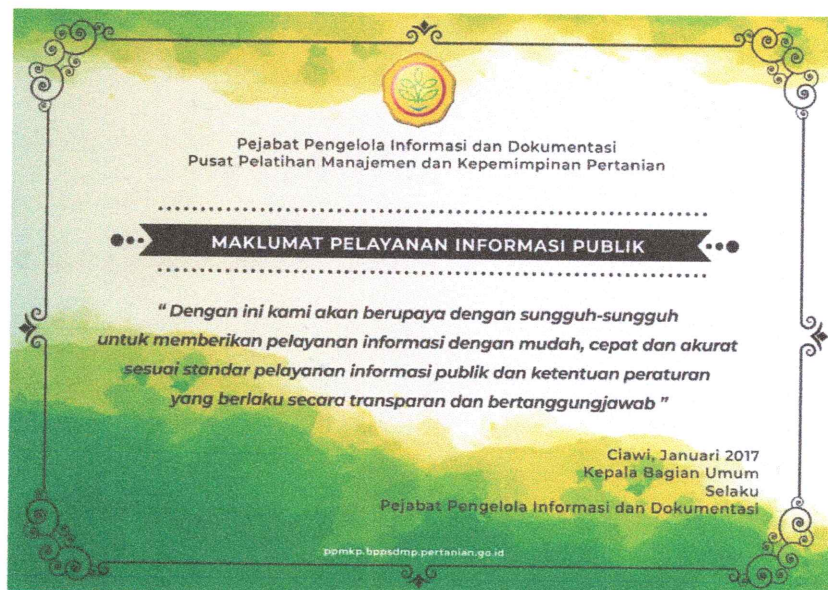 Pejabat Pengelola Informasi dan Dokumentasi
Pusat Pelatihan Manajemen dan Kepemimpinan Pertanian
MAKLUMAT PELAYANAN INFORMASI PUBLIK
“ Dengan ini kami akan berupaya dengan sungguh-sungguh
untuk memberikan pelayanan informasi dengan mudah, cepat dan akurat
sesuai standar pelayanan informasi publik dan ketentuan peraturan
yang berlaku secara transparan dan bertanggungjawab ”
Ciawi, Januari 2017
Kepala Bagian Umum
Selaku
Pejabat Pengelola Informasi dan Dokumentasi
ppmkp.bppsdmp.pertanian.go.id